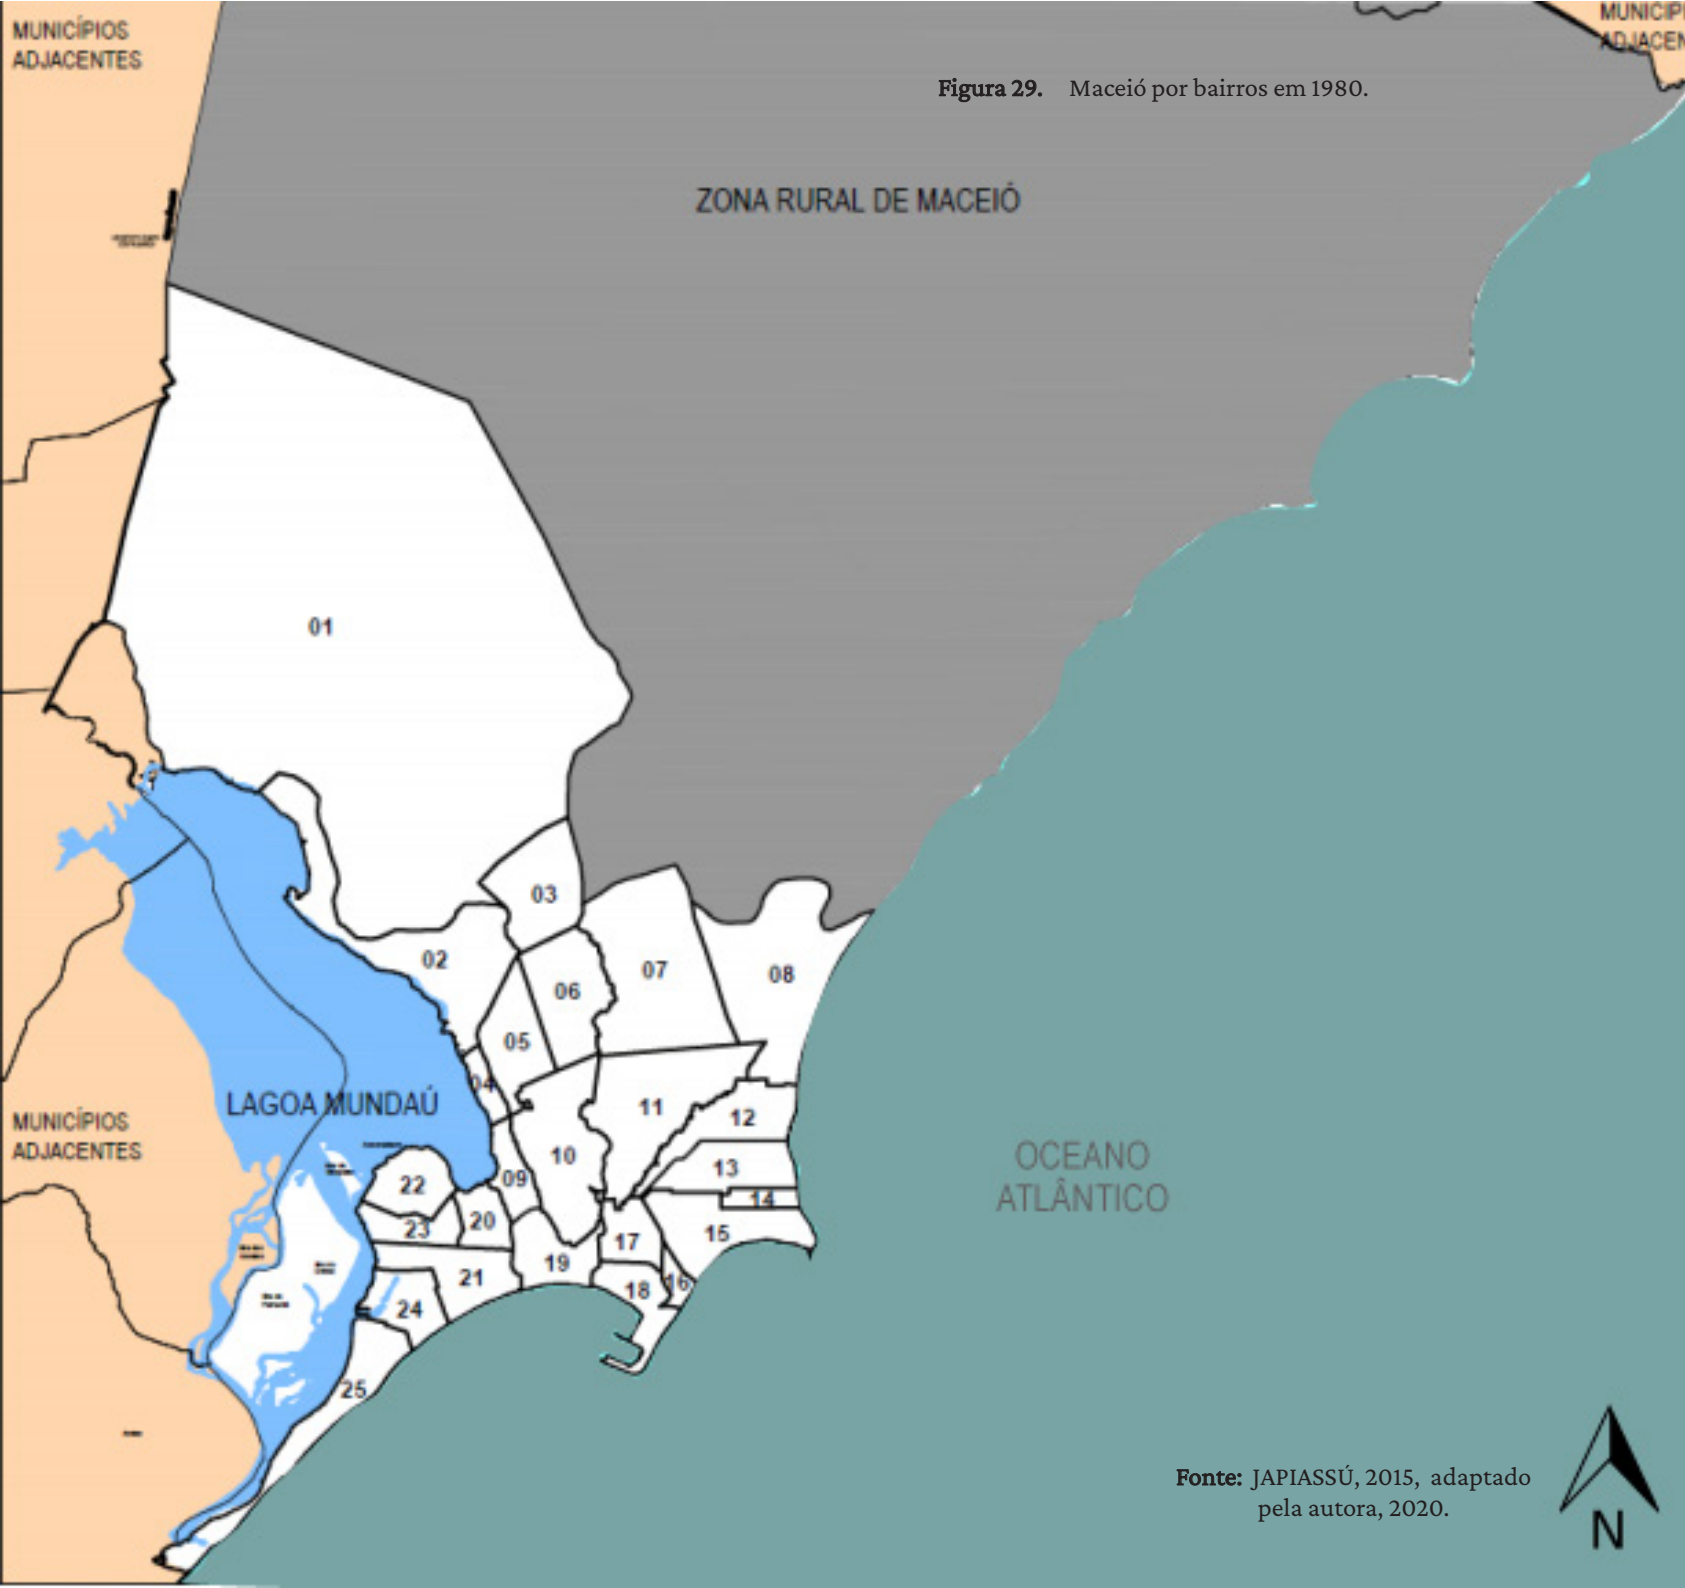 MUNICÍPIOS
ADJACENTES
Figura 29. Maceió por bairros em 1980.
ZONA RURAL DE MACEIÓ
01
03
02
07
08
06
05
04
11
12
LAGOA MUNDAÚ
MUNICÍPIOS
ADJACENTES
10
13
09
22
14
20
23
15
17
19
21
16
18
24
25
OCEANO
ATLÂNTICO
Fonte: JAPIASSÚ, 2015, adaptado
pela autora, 2020.
N